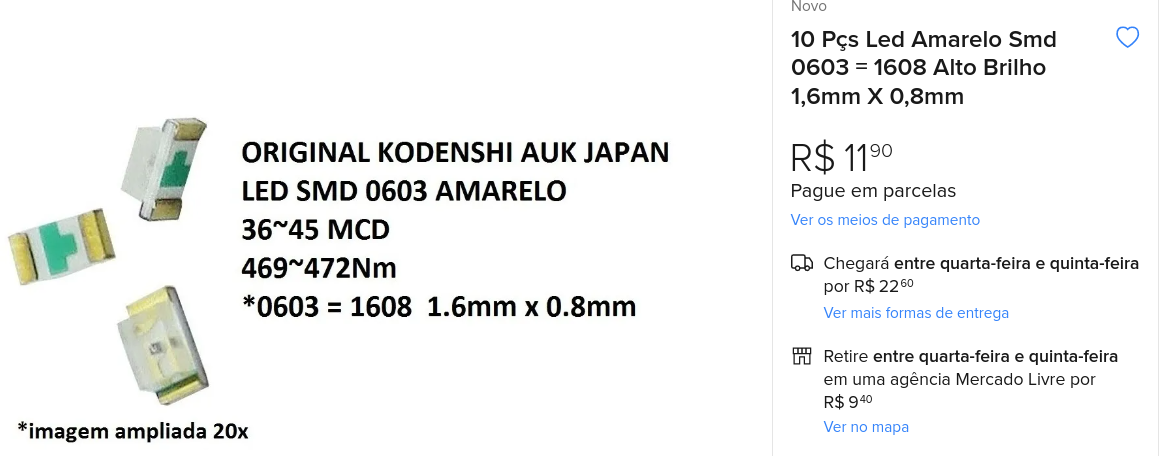 ORIGINAL KODENSHI AUK JAPAN
LED SMD 0603 AMARELO
36~45 MCD
469~472Nm
*0603 = 1608 1.6mm x 0.8mm
*imagem ampliada 20x
Novo
10 Pçs Led Amarelo Smd
0603 = 1608 Alto Brilho
1,6mm X 0,8mm
R$ 11 90
Pague em parcelas
Ver os meios de pagamento
Chegará entre quarta-feira e quinta-feira
por R$ 22 60
Ver mais formas de entrega
Retire entre quarta-feira e quinta-feira
em uma agência Mercado Livre por
R$ 9 40
Ver no mapa